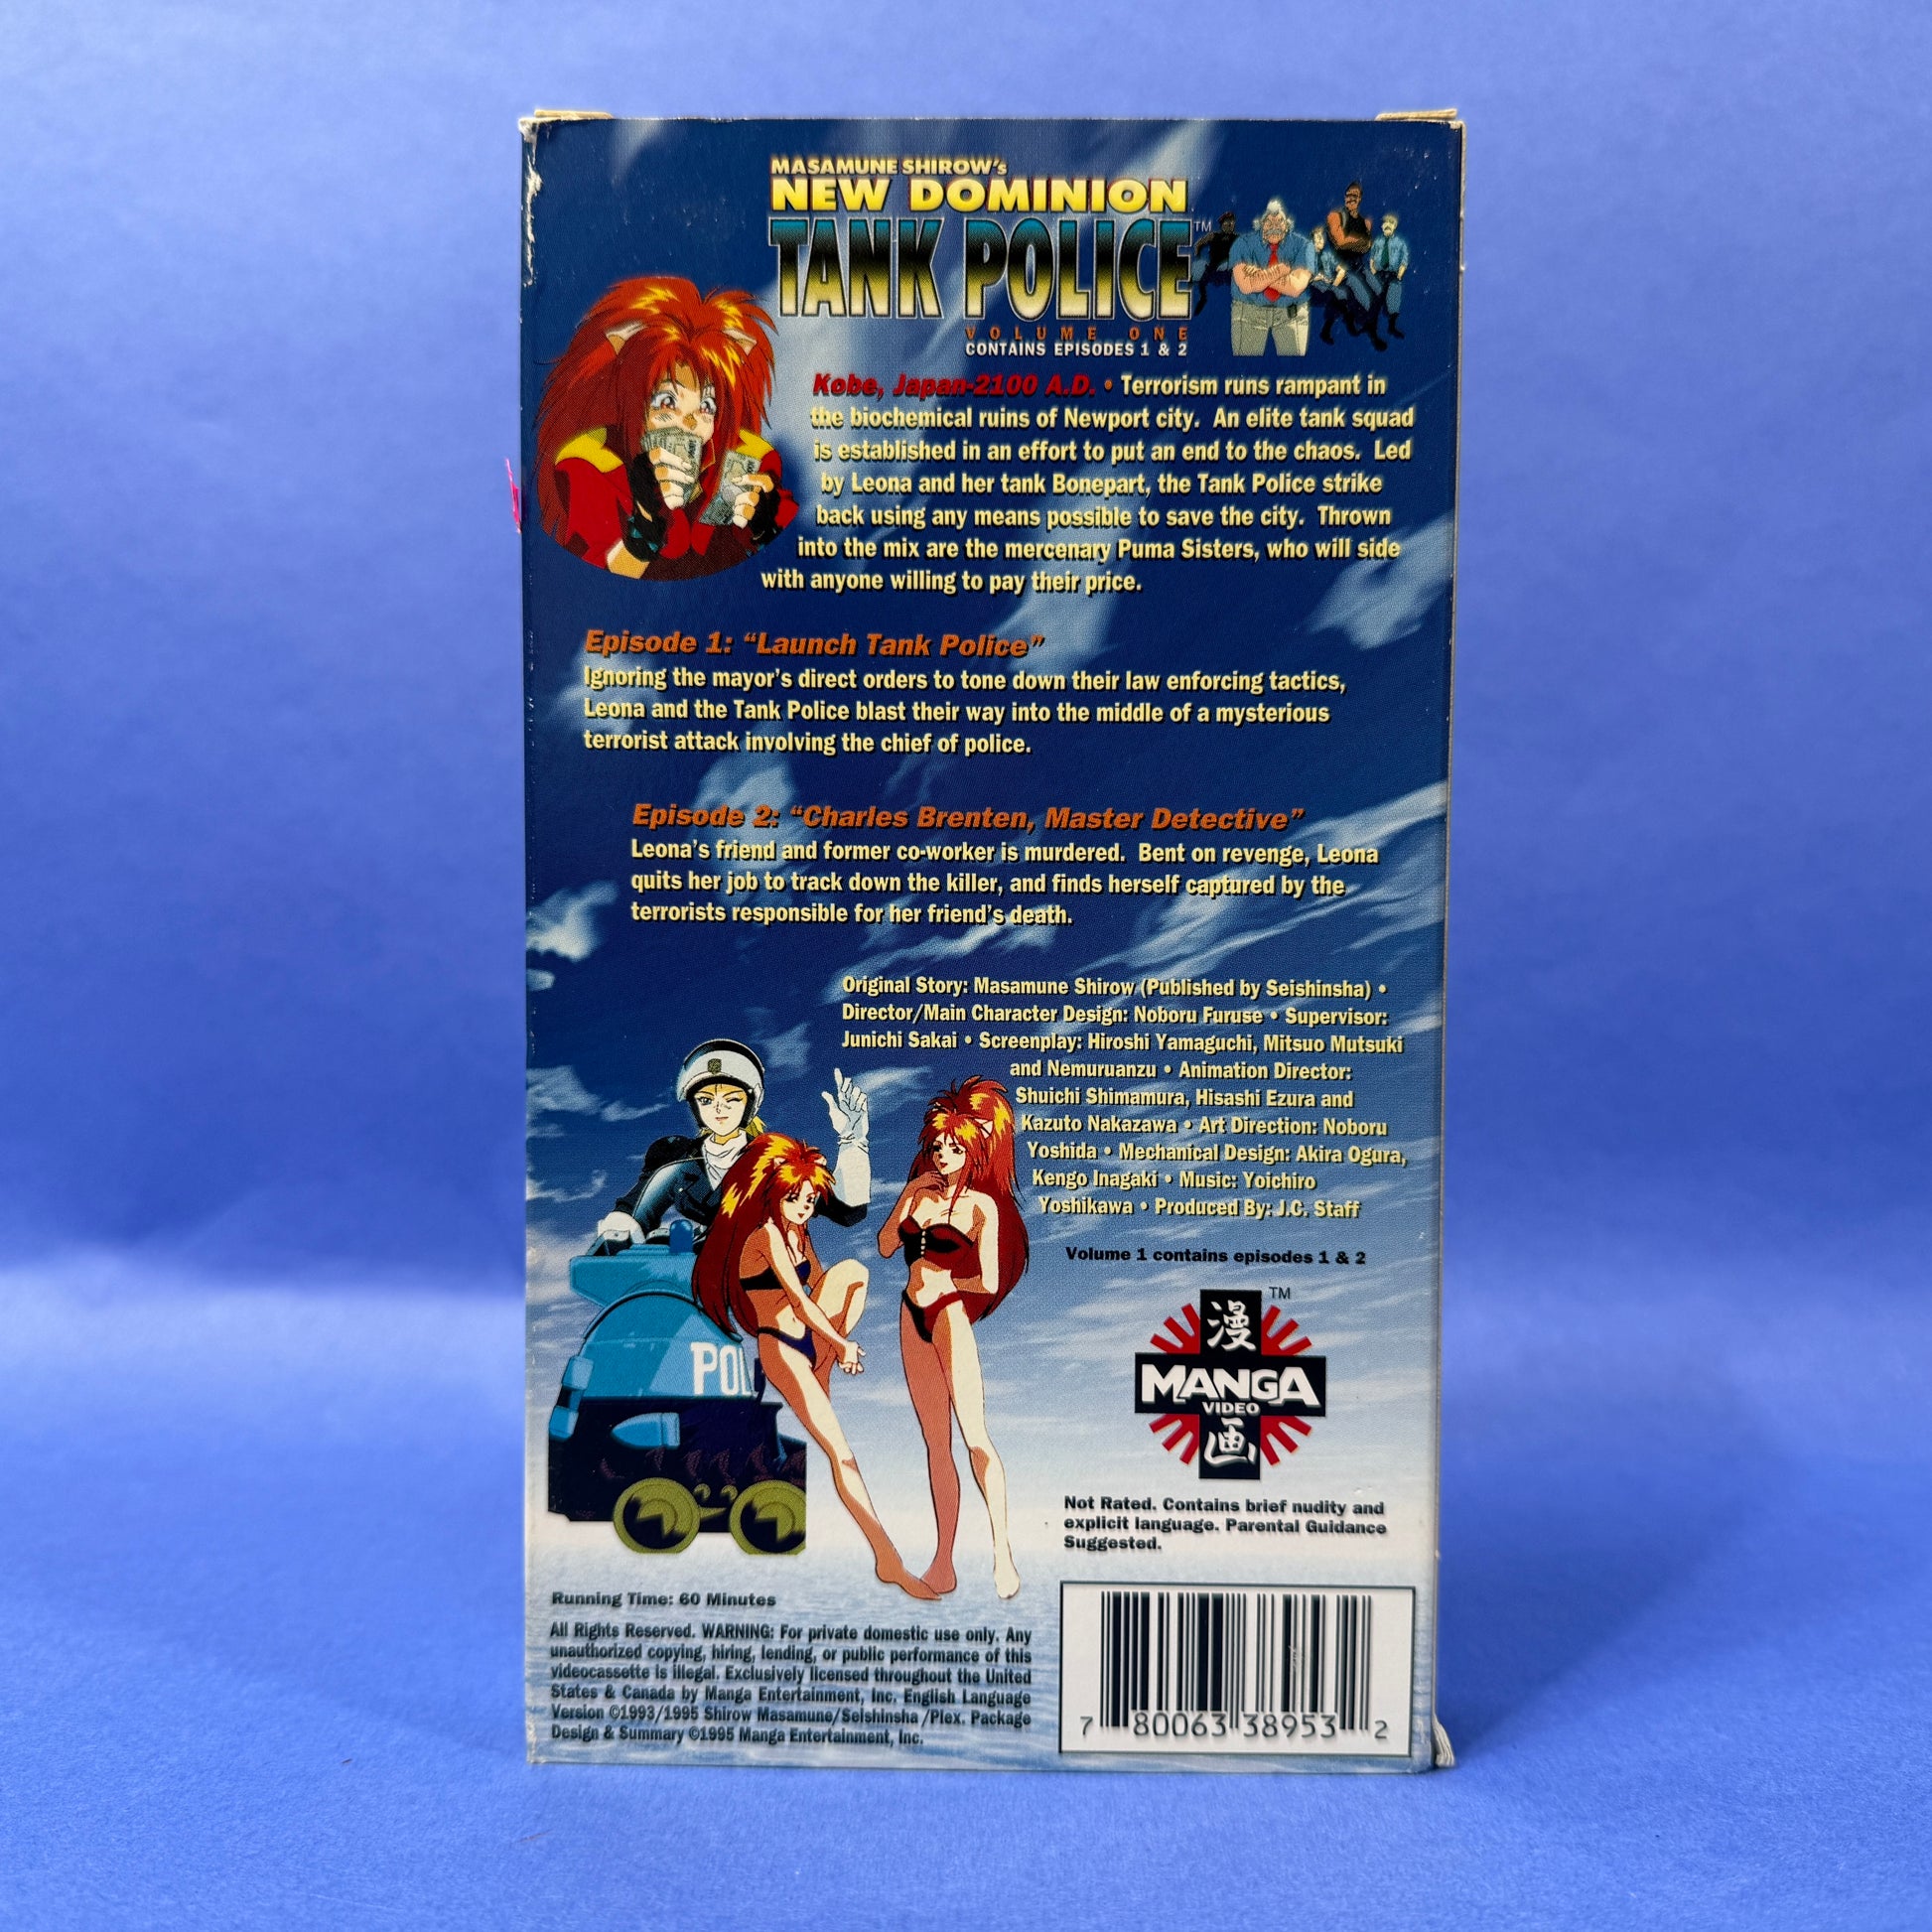 MASAMUNE SHIROW's
NEW DOMINION
TANK POLICE™
VOLUME ONE
CONTAINS EPISODES 1 & 2
Kobe, Japan-2100 A.D. • Terrorism runs rampant in
the biochemical ruins of Newport city. An elite tank squad
is established in an effort to put an end to the chaos. Led
by Leona and her tank Bonepart, the Tank Police strike
back using any means possible to save the city. Thrown
into the mix are the mercenary Puma Sisters, who will side
with anyone willing to pay their price.
Episode 1: “Launch Tank Police”
Ignoring the mayor’s direct orders to tone down their law enforcing tactics,
Leona and the Tank Police blast their way into the middle of a mysterious
terrorist attack involving the chief of police.
Episode 2: “Charles Brenten, Master Detective”
Leona’s friend and former co-worker is murdered. Bent on revenge, Leona
quits her job to track down the killer, and finds herself captured by the
terrorists responsible for her friend’s death.
Original Story: Masamune Shirow (Published by Seishinsha) •
Director/Main Character Design: Noboru Furuse • Supervisor:
Junichi Sakai • Screenplay: Hiroshi Yamaguchi, Mitsuo Mutsuki
and Nemuruanzu • Animation Director:
Shuichi Shimamura, Hisashi Ezura and
Kazuto Nakazawa • Art Direction: Noboru
Yoshida • Mechanical Design: Akira Ogura,
Kengo Inagaki • Music: Yoichiro
Yoshikawa • Produced By: J.C. Staff
Volume 1 contains episodes 1 & 2
POL
漫
TM
MANGA
VIDEO
画
Not Rated. Contains brief nudity and
explicit language. Parental Guidance
Suggested.
Running Time: 60 Minutes
All Rights Reserved. WARNING: For private domestic use only. Any
unauthorized copying, hiring, lending, or public performance of this
videocassette is illegal. Exclusively licensed throughout the United
States & Canada by Manga Entertainment, Inc. English Language
Version ©1993/1995 Shirow Masamune/Seishinsha /Plex. Package
Design & Summary ©1995 Manga Entertainment, Inc.
7 80063 38953 2